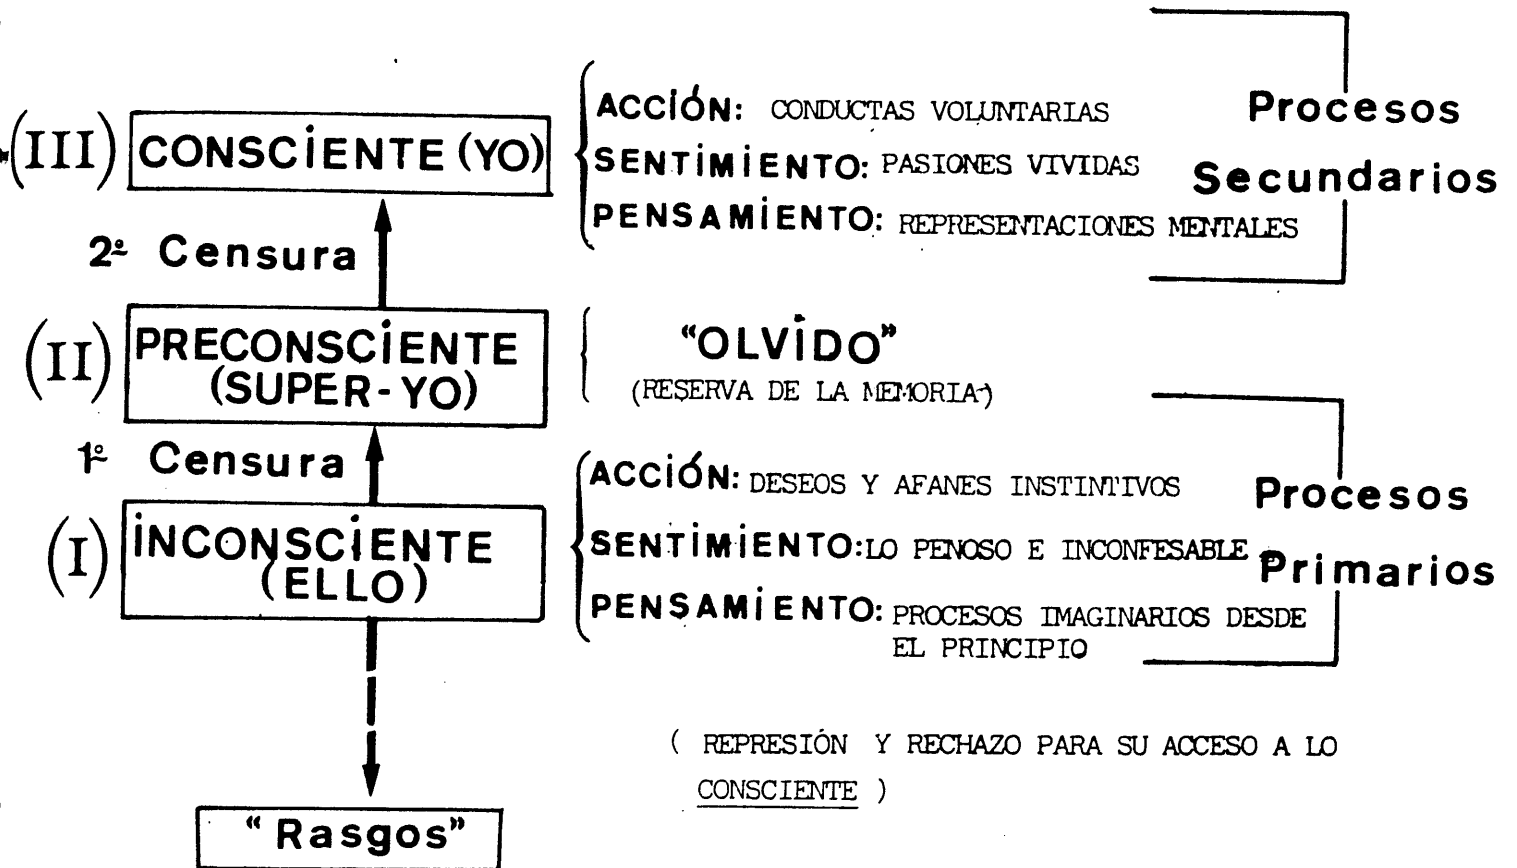 (III) CONSCiENTE (YO)
ACCiÓN: CONDUCTAS VOLUNTARIAS
SENTiMiENTO: PASIONES VIVIDAS
PENSAMiENTO: REPRESENTACIONES MENTALES
Procesos
Secundarios
2ª Censura
(II) PRECONSCiENTE
(SUPER-YO)
"OLViDO"
(RESERVA DE LA MEMORIA)
1ª Censura
(I) iNCONSCiENTE
(ELLO)
ACCiÓN: DESEOS Y AFANES INSTINTIVOS
SENTiMiENTO: LO PENOSO E INCONFESABLE
PENSAMiENTO: PROCESOS IMAGINARIOS DESDE
EL PRINCIPIO
Procesos
Primarios
( REPRESIÓN Y RECHAZO PARA SU ACCESO A LO
CONSCIENTE )
"Rasgos"